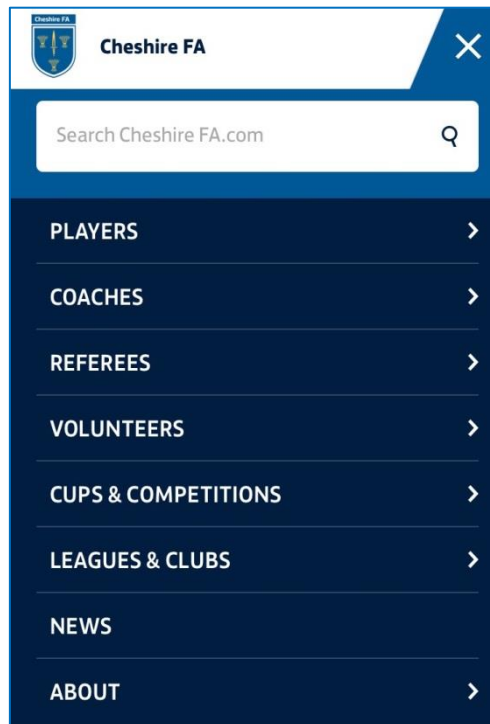 Cheshire FA
Cheshire FA
Search Cheshire FA.com
PLAYERS
COACHES
REFEREES
VOLUNTEERS
CUPS & COMPETITIONS
LEAGUES & CLUBS
NEWS
ABOUT